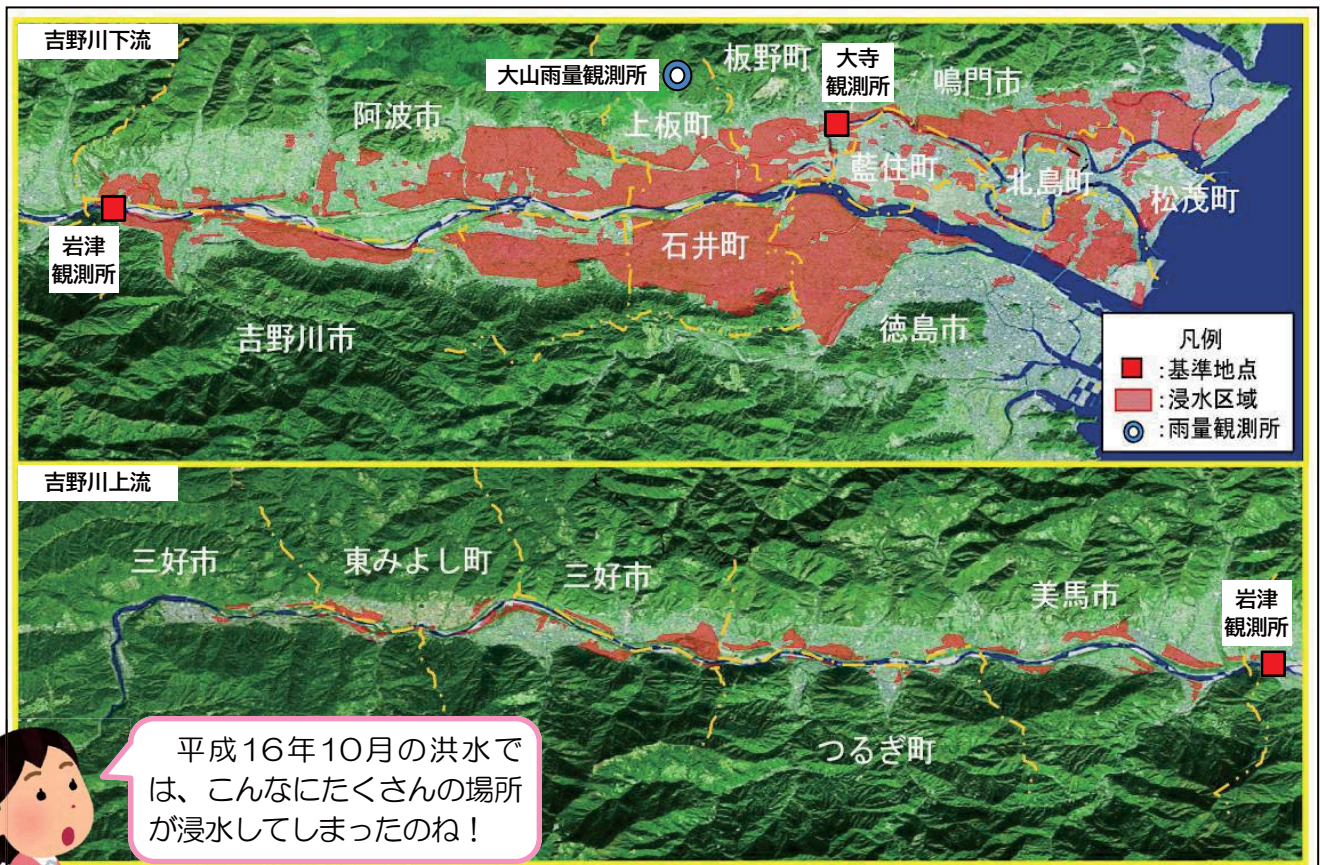 吉野川下流
大山雨量観測所
板野町
大寺
観測所
鳴門市
阿波市
上板町
藍住町
北島町
松茂町
岩津
観測所
石井町
吉野川市
徳島市
凡例
:基準地点
:浸水区域
:雨量観測所
吉野川上流
三好市
東みよし町
三好市
美馬市
岩津
観測所
つるぎ町
平成16年10月の洪水で
は、こんなにたくさんの場所
が浸水してしまったのね!